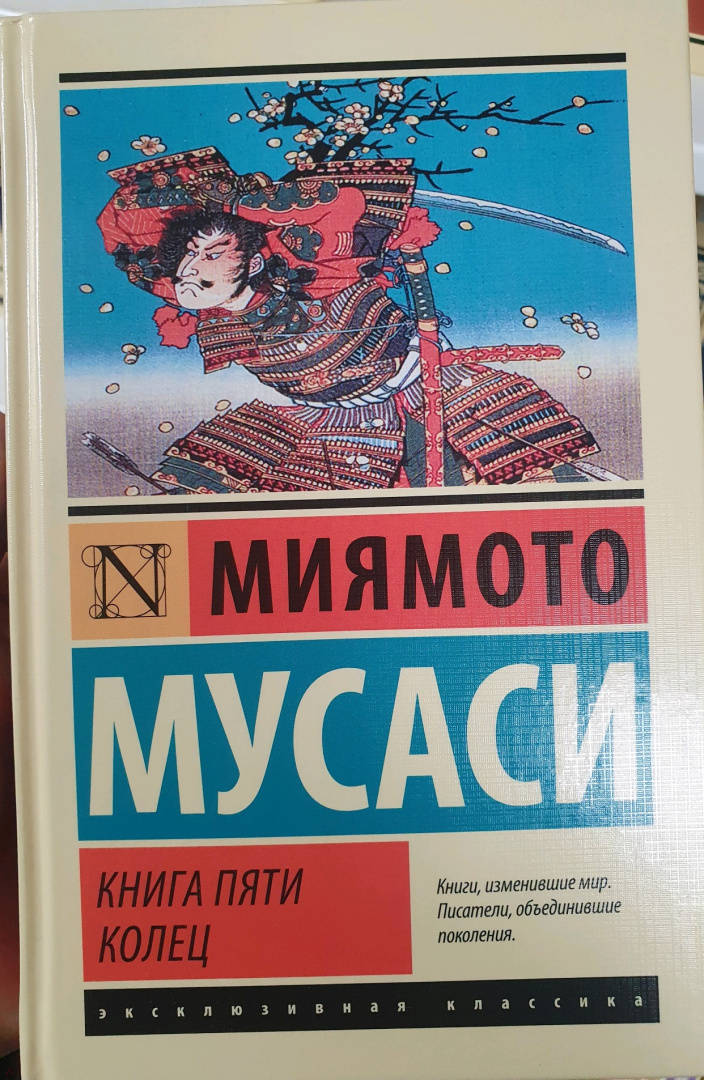 N
МИЯМОТО
МУСАСИ
КНИГА ПЯТИ
КОЛЕЦ
Книги, изменившие мир.
Писатели, объединившие
поколения.
эксклюзивная классика